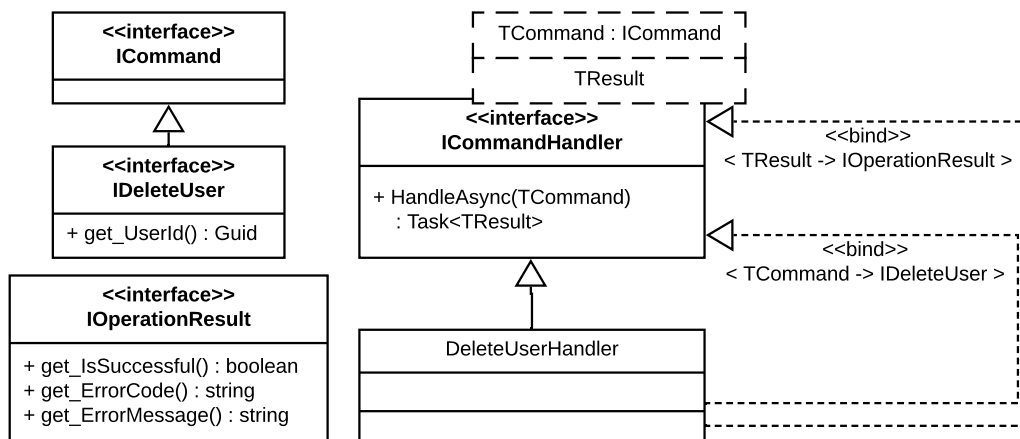 <<interface>>
ICommand
<<interface>>
IDeleteUser
+ get_UserId() : Guid
<<interface>>
IOperationResult
+ get_IsSuccessful() : boolean
+ get_ErrorCode() : string
+ get_ErrorMessage() : string
TCommand : ICommand
TResult
<<interface>>
ICommandHandler
+ HandleAsync(TCommand)
: Task<TResult>
DeleteUserHandler
<<bind>>
< TResult -> IOperationResult >
<<bind>>
< TCommand -> IDeleteUser >